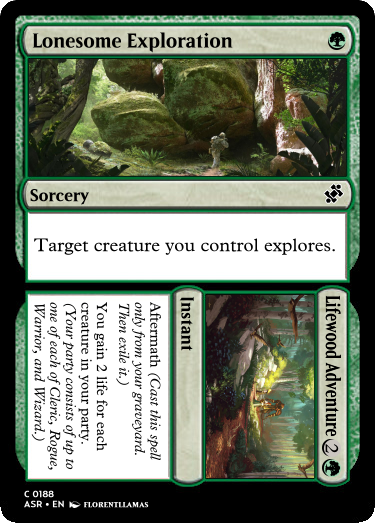 Lonesome Exploration
Sorcery
Target creature you control explores.
Lifewood Adventure 2
Instant
Aftermath (Cast this spell
only from your graveyard.
Then exile it.)
You gain 2 life for each
creature in your party.
(Your party consists of up to
one of each of Cleric, Rogue,
Warrior, and Wizard.)
C 0188
ASR • EN FLORENTLLAMAS